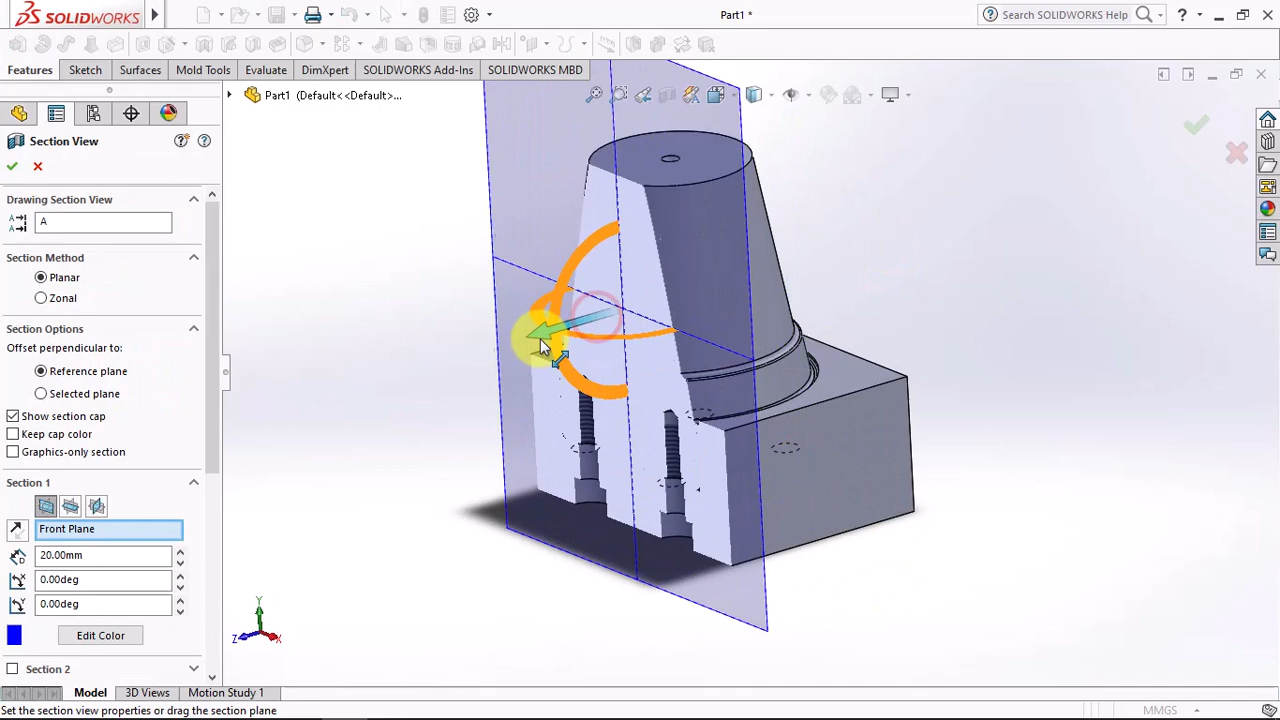 SOLIDWORKS
Part1 *
Search SOLIDWORKS Help
?
Features
Sketch
Surfaces
Mold Tools
Evaluate
DimXpert
SOLIDWORKS Add-Ins
SOLIDWORKS MBD
Part1 (Default<<Default>...
Section View
Drawing Section View
A
Section Method
Planar
Zonal
Section Options
Offset perpendicular to:
Reference plane
Selected plane
Show section cap
Keep cap color
Graphics-only section
Section 1
Front Plane
20.00mm
0.00deg
0.00deg
Edit Color
Section 2
Y
Z
X
Model
3D Views
Motion Study 1
Set the section view properties or drag the section plane
MMGS